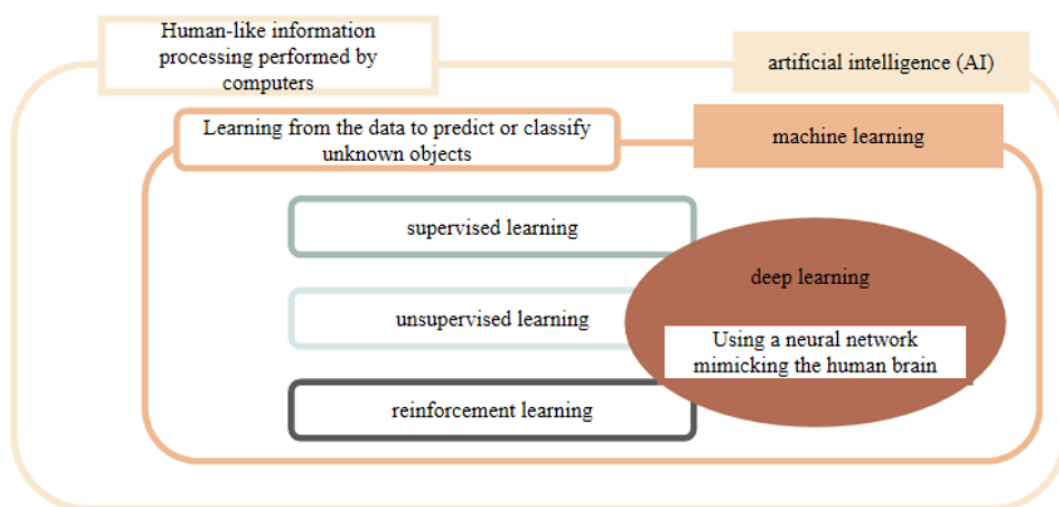 Human-like information
processing performed by
computers
artificial intelligence (AI)
Learning from the data to predict or classify
unknown objects
machine learning
supervised learning
deep learning
unsupervised learning
Using a neural network
mimicking the human brain
reinforcement learning